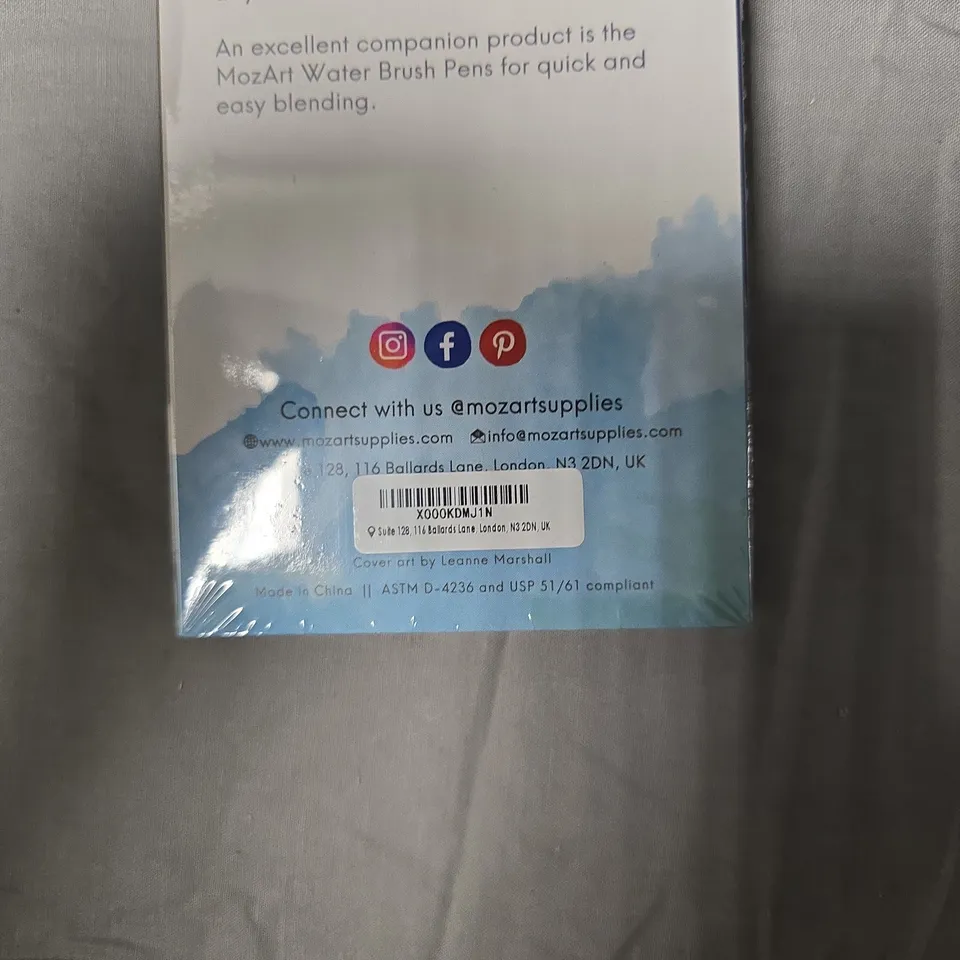 An excellent companion product is the
MozArt Water Brush Pens for quick and
easy blending.
Connect with us @mozartsupplies
www.mozartsupplies.com info@mozartsupplies.com
128, 116 Ballards Lane, London, N3 2DN, UK
X000KDMJ1N
Suite 128, 116 Ballards Lane, London, N3 2DN, UK
Cover art by Leanne Marshall
Made in China || ASTM D-4236 and USP 51/61 compliant